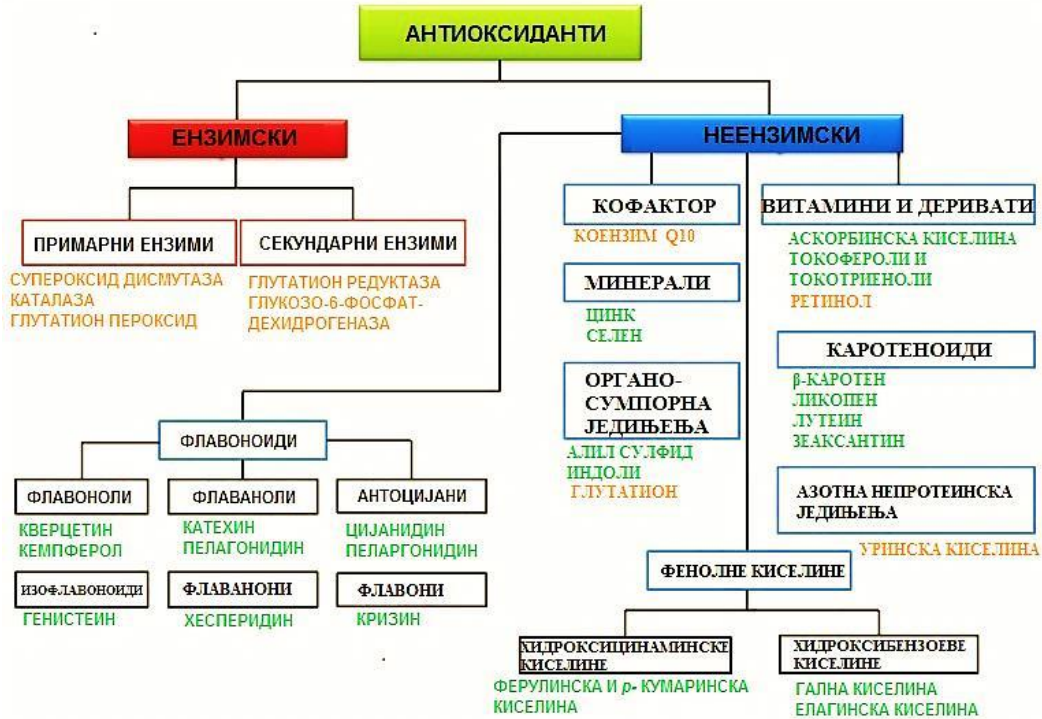 АНТИОКСИДАНТИ
ЕНЗИМСКИ
НЕЕНЗИМСКИ
ПРИМАРНИ ЕНЗИМИ
СУПЕРОКСИД ДИСМУТАЗА
КАТАЛАЗА
ГЛУТАТИОН ПЕРОКСИД
СЕКУНДАРНИ ЕНЗИМИ
ГЛУТАТИОН РЕДУКТАЗА
ГЛУКОЗО-6-ФОСФАТ-
ДЕХИДРОГЕНАЗА
КОФАКТОР
КОЕНЗИМ Q10
МИНЕРАЛИ
ЦИНК
СЕЛЕН
ОРГАНО-
СУМПОРНА
ЈЕДИЊЕЊА
АЛИЛ СУЛФИД
ИНДОЛИ
ГЛУТАТИОН
ВИТАМИНИ И ДЕРИВАТИ
АСКОРБИНСКА КИСЕЛИНА
ТОКОФЕРОЛИ И
ТОКОТРИЕНОЛИ
РЕТИНОЛ
КАРОТЕНОИДИ
β-КАРОТЕН
ЛИКОПЕН
ЛУТЕИН
ЗЕАКСАНТИН
АЗОТНА НЕПРОТЕИНСКА
ЈЕДИЊЕЊА
УРИНСКА КИСЕЛИНА
ФЛАВОНОИДИ
ФЛАВОНОЛИ
КВЕРЦЕТИН
КЕМПФЕРОЛ
ФЛАВАНОЛИ
КАТЕХИН
ПЕЛАГОНИДИН
АНТОЦИЈАНИ
ЦИЈАНИДИН
ПЕЛАРГОНИДИН
ИЗОФЛАВОНОИДИ
ГЕНИСТЕИН
ФЛАВАНОНИ
ХЕСПЕРИДИН
ФЛАВОНИ
КРИЗИН
ФЕНОЛНЕ КИСЕЛИНЕ
ХИДРОКСИЦИНАМИНСКЕ
КИСЕЛИНЕ
ФЕРУЛИНСКА И p- КУМАРИНСКА
КИСЕЛИНА
ХИДРОКСИБЕНЗОЕВЕ
КИСЕЛИНЕ
ГАЛНА КИСЕЛИНА
ЕЛАГИНСКА КИСЕЛИНА